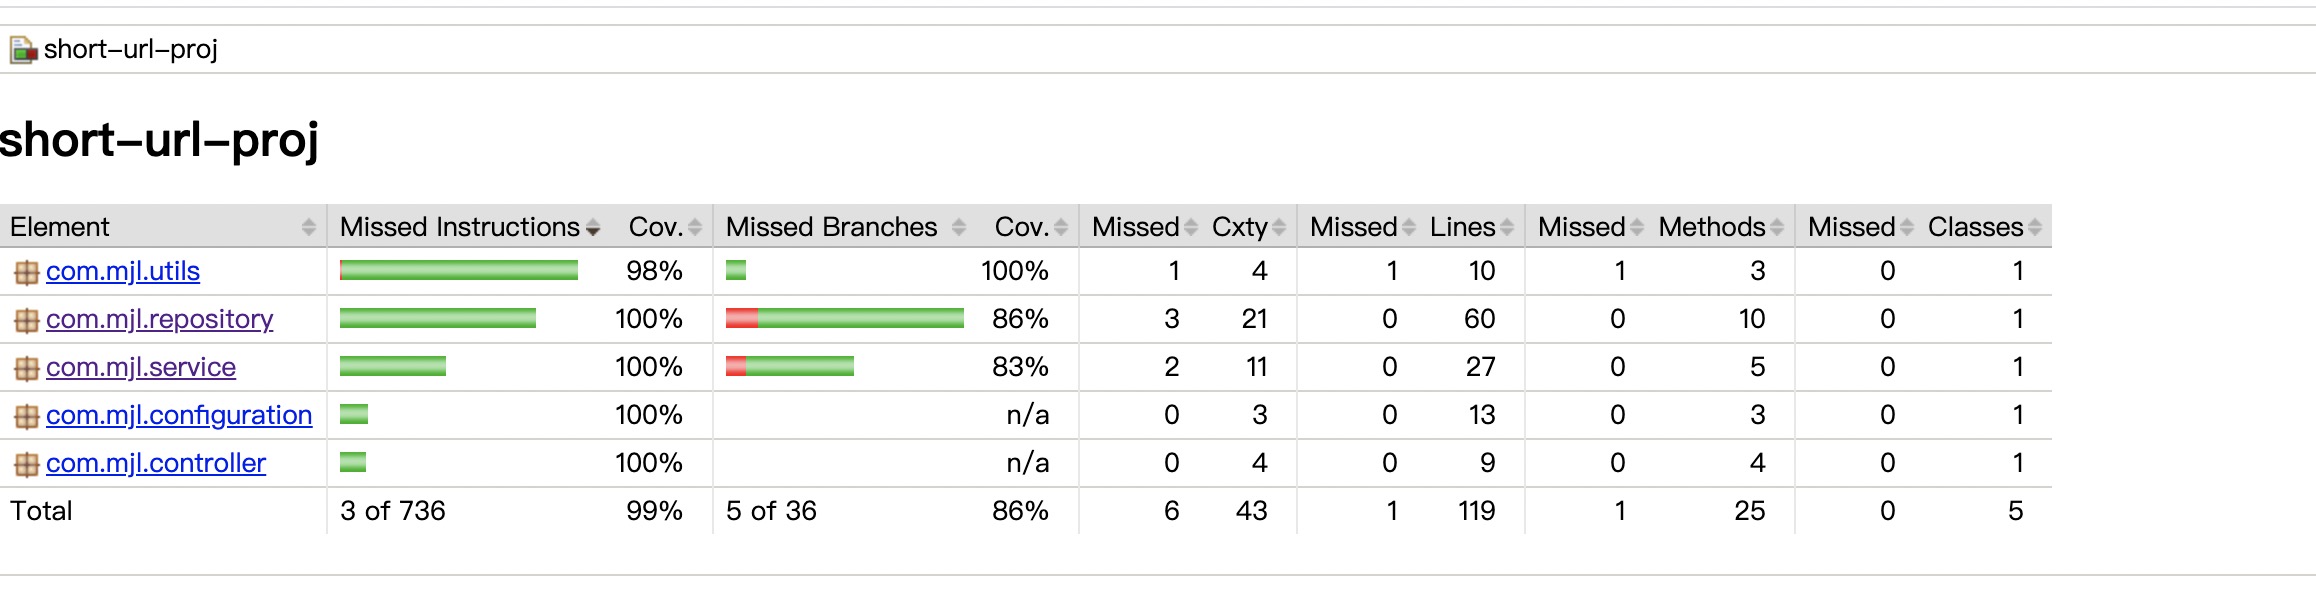 short-url-proj
short-url-proj
Element Missed Instructions Cov. Missed Branches Cov. Missed Cxty Missed Lines Missed Methods Missed Classes
com.mjl.utils 98% 100% 1 4 1 10 1 3 0 1
com.mjl.repository 100% 86% 3 21 0 60 0 10 0 1
com.mjl.service 100% 83% 2 11 0 27 0 5 0 1
com.mjl.configuration 100% n/a 0 3 0 13 0 3 0 1
com.mjl.controller 100% n/a 0 4 0 9 0 4 0 1
Total 3 of 736 99% 5 of 36 86% 6 43 1 119 1 25 0 5